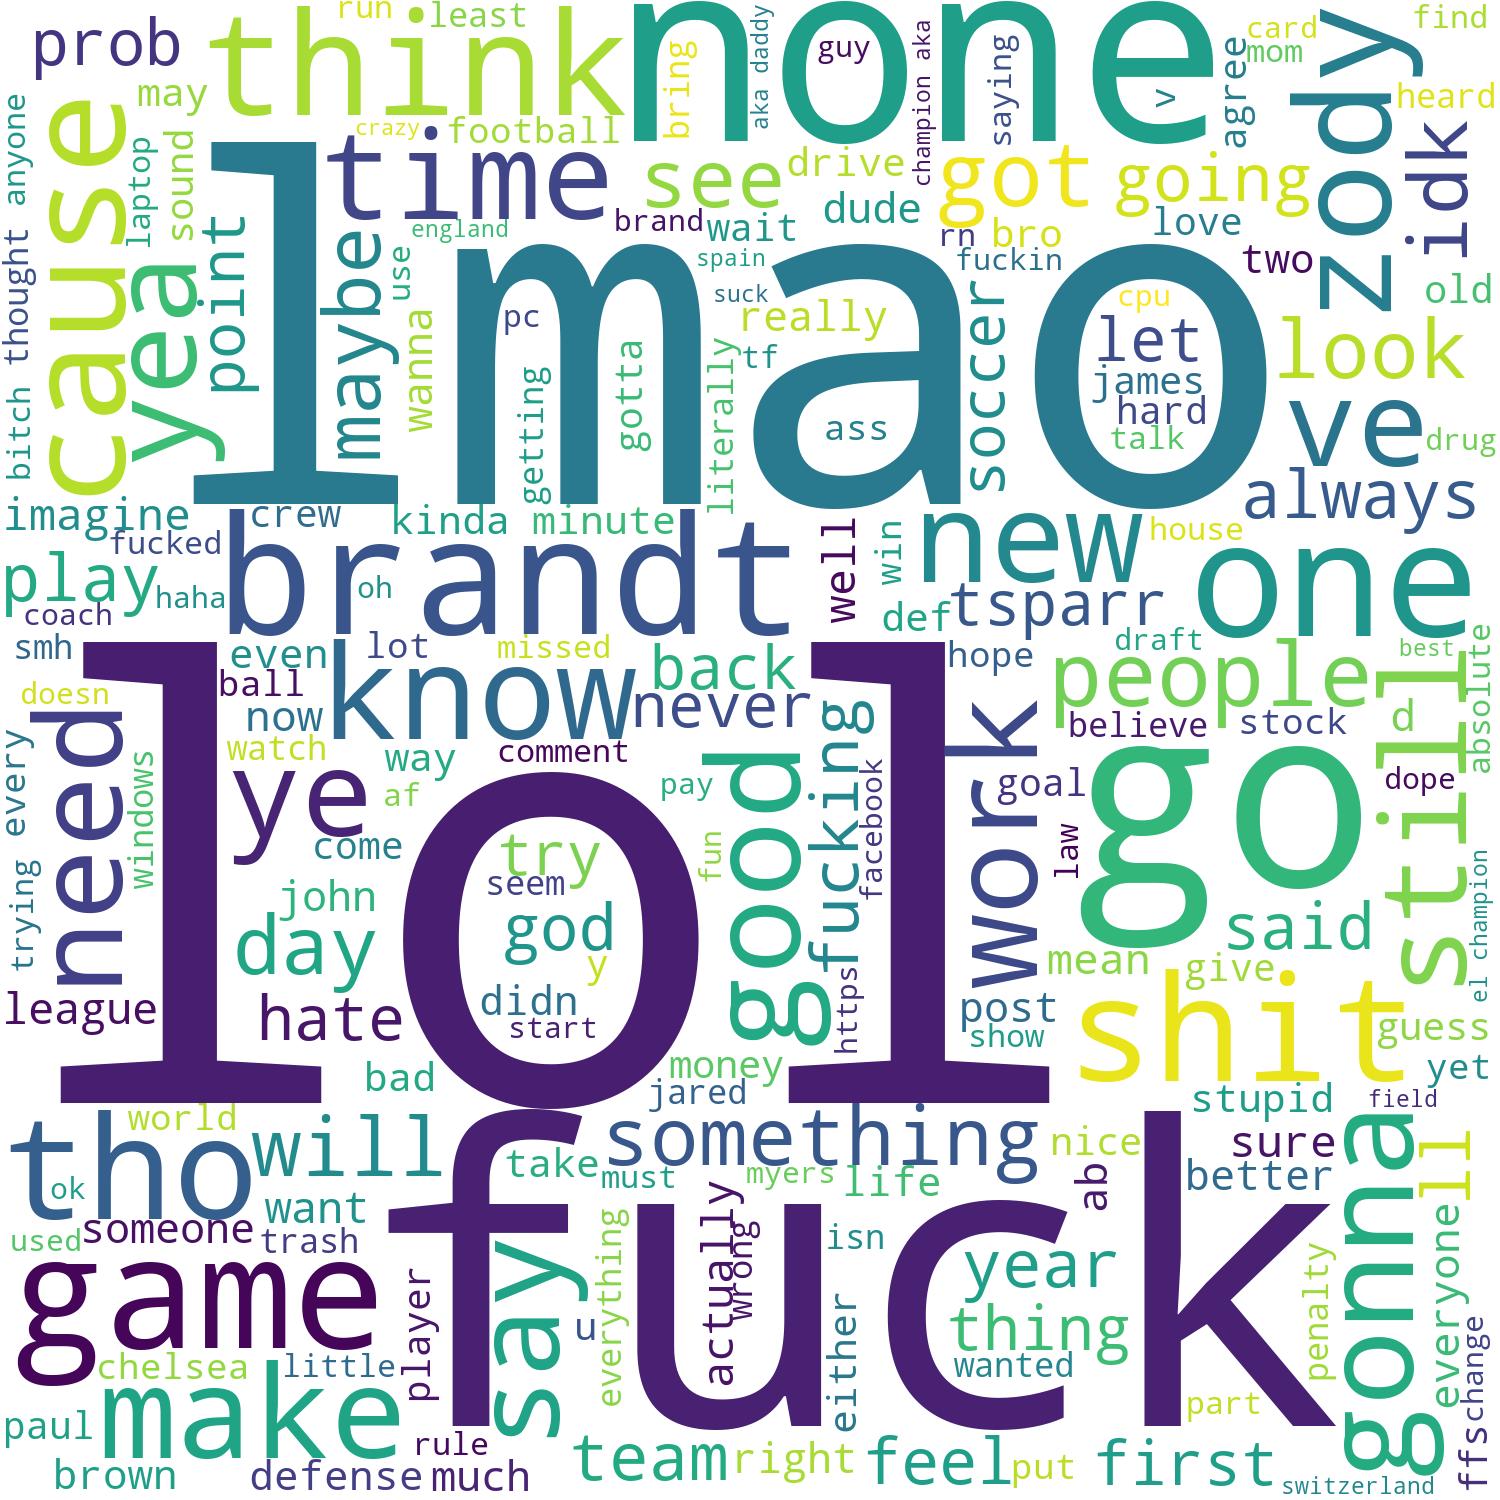 prob
think
run
least
none
guy
bring
aka daddy
champion aka
saying
v
agree
card
mom
zody
find
heard
idk
cause
may
sound
laptop
bitch thought anyone
yea
point
crazy
football
time
see
drive
got
going
dude
brand
wait
rn
bro
love
two
old
england
spain
fuckin
maybe
use
wanna
lmao
pc
suck
really
tf
getting
gotta
literally
ass
soccer
cpu
let
james
hard
talk
look
ve
drug
always
imagine
crew
kinda
minute
fucked
brandt
well
win
new
house
one
play
haha
oh
coach
def
tsparr
smh
even
lot
missed
back
hope
draft
people
best
still
absolute
doesn
ball
now
know
never
believe
stock
d
need
windows
trying every
watch
way
comment
good
fucking
facebook
work
goal
dope
ye
af
pay
lol
go
come
try
seem
fun
law
john
day
god
y
said
el champion
mean
give
league
hate
didn
start
https
post
show
shit
guess
yet
bad
money
jared
stupid
field
world
tho
will
something
nice
sure
gonna
ll
ok
take
must
myers
life
ab
better
want
someone
used
trash
fuck
game
say
everything
actually
wrong
isn
year
everyone
player
u
either
thing
wanted
penalty
change
chelsea
little
part
make
paul
rule
brown
defense
much
team
right
feel
put
first
switzerland
ffs